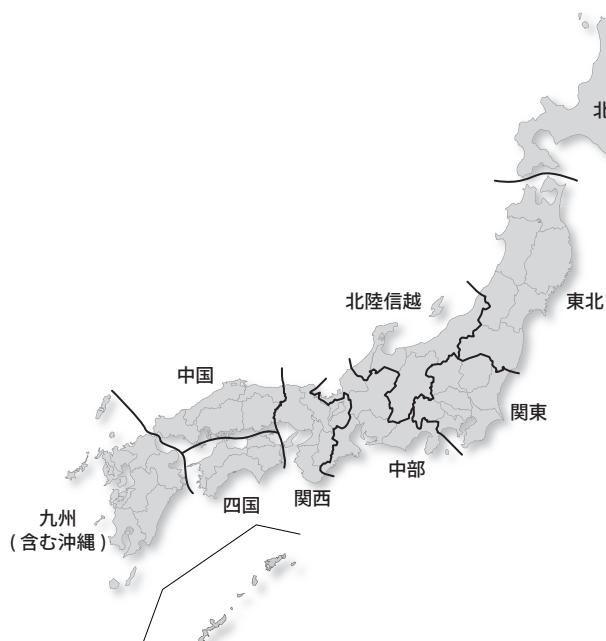 北
北陸信越
東北
中国
関東
中部
関西
四国
九州
(含む沖縄)